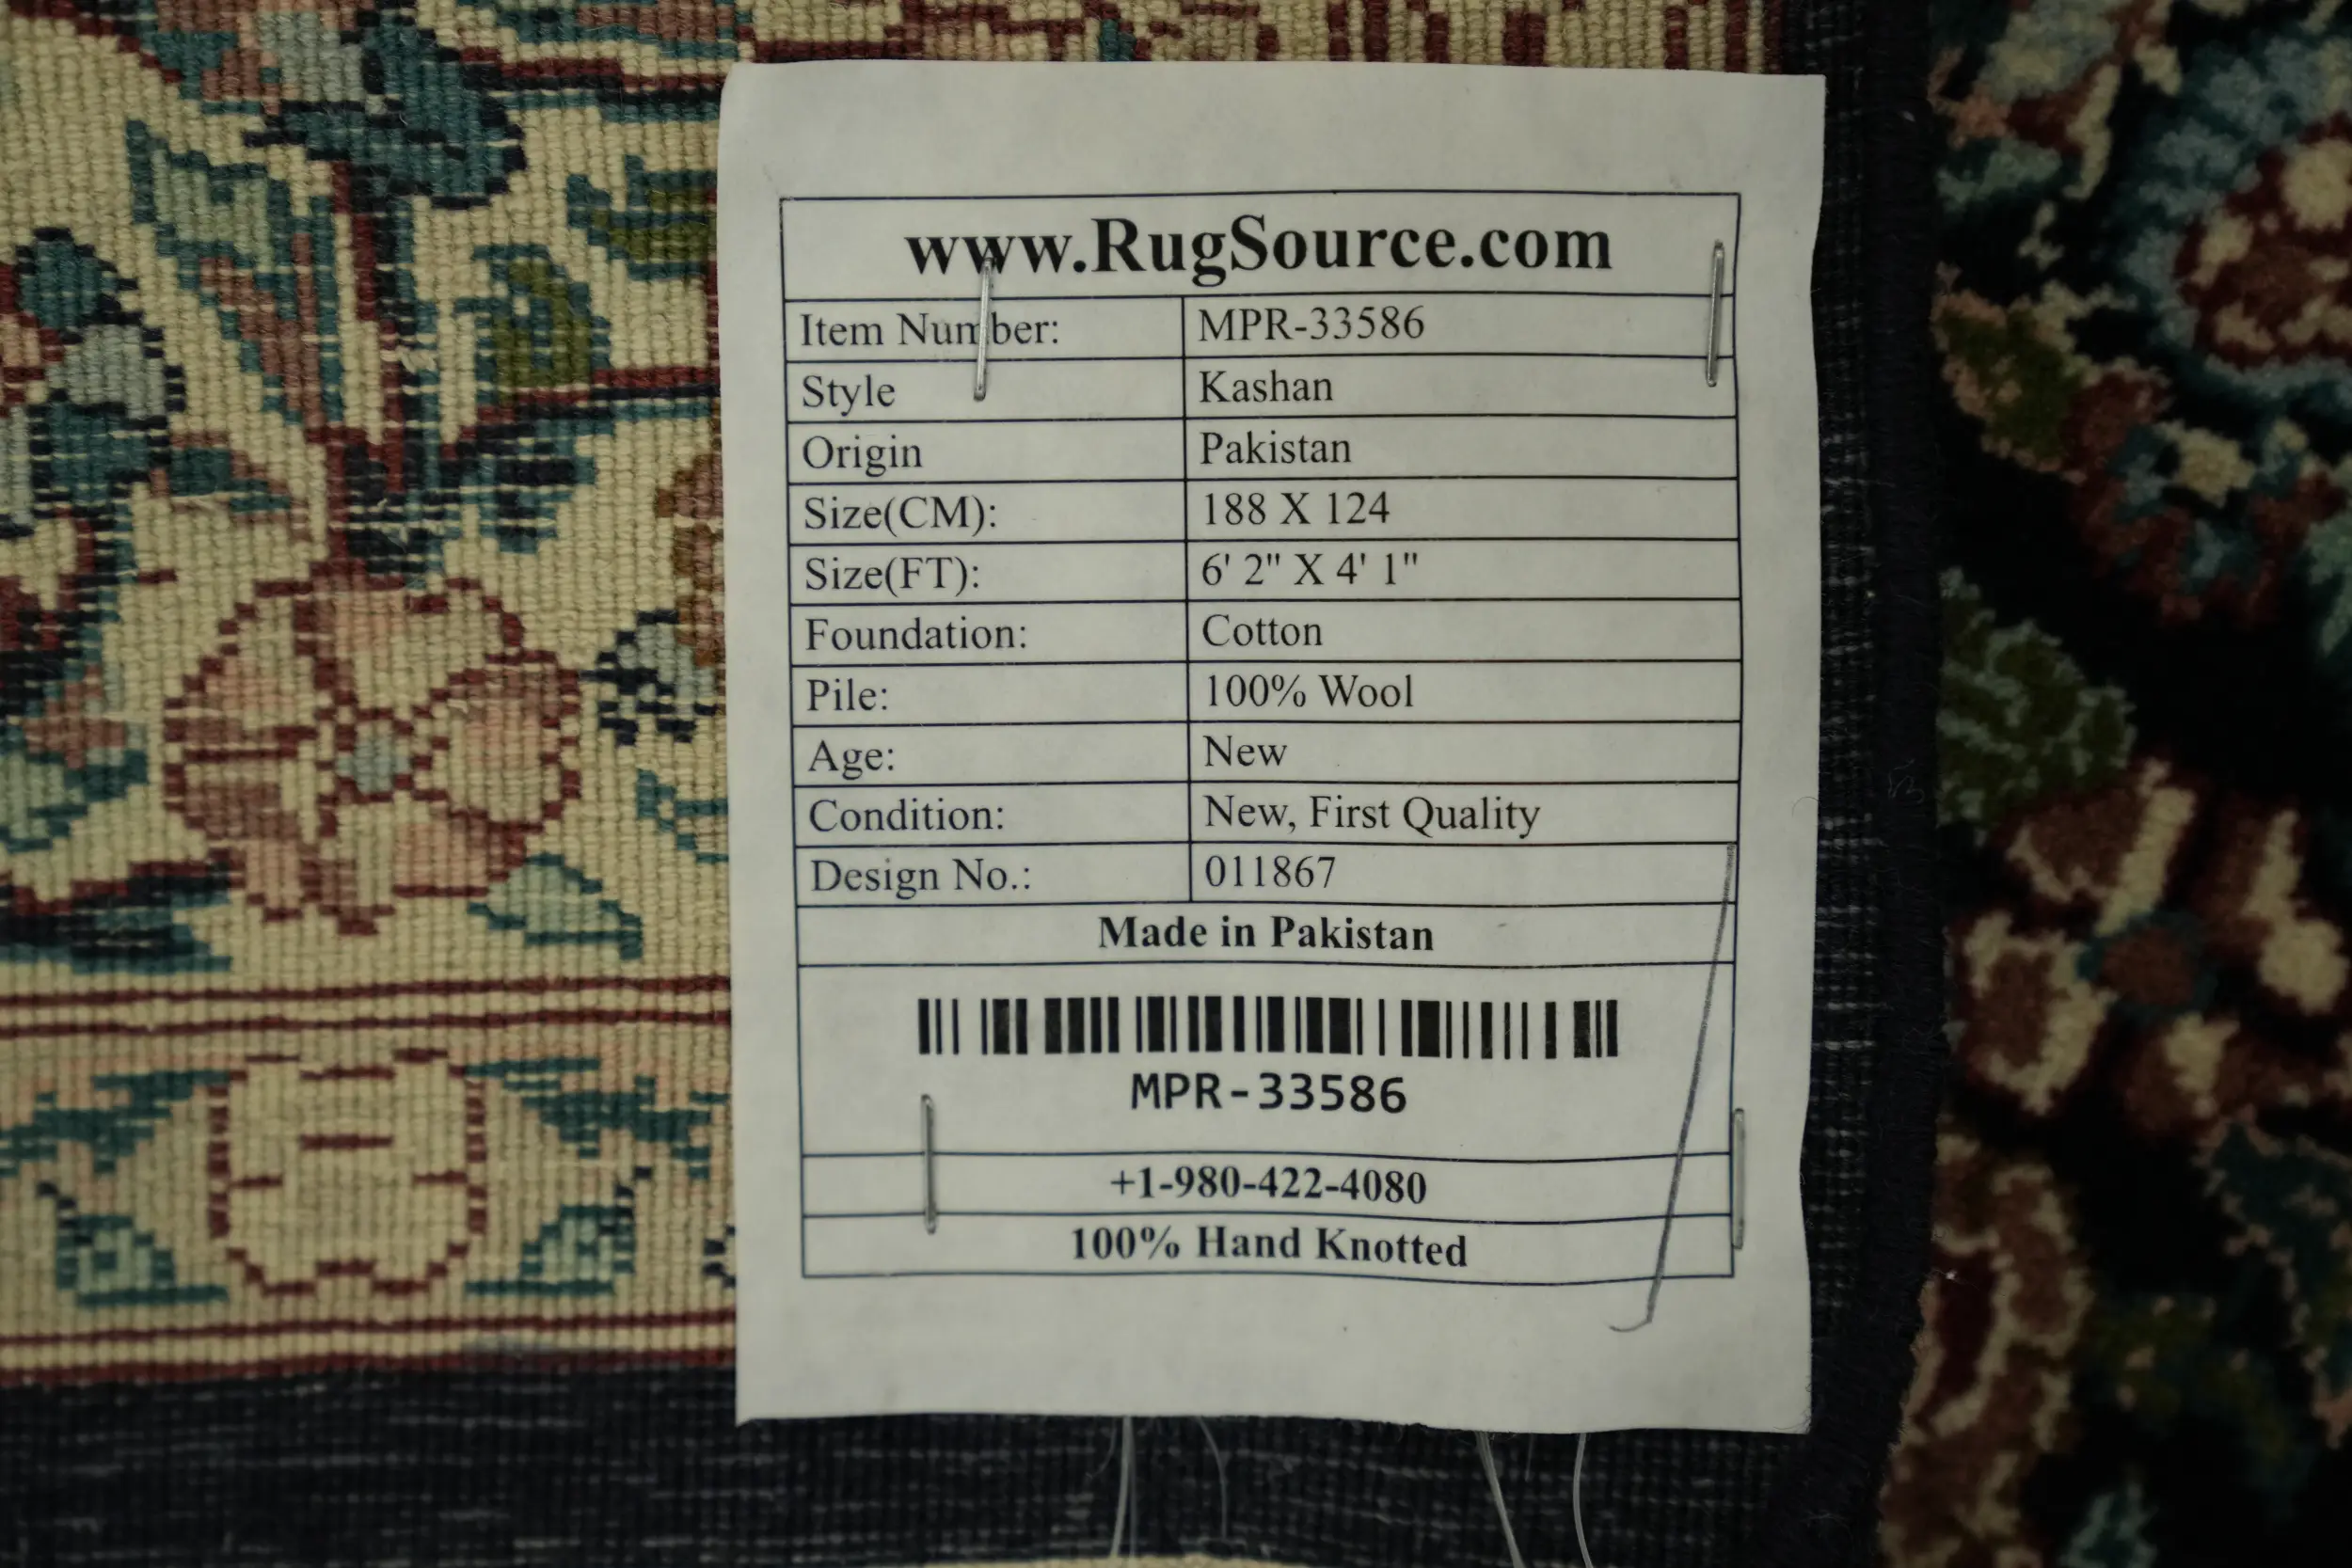 www.RugSource.com
Item Number: MPR-33586
Style Kashan
Origin Pakistan
Size(CM): 188 X 124
Size(FT): 6' 2" X 4' 1"
Foundation: Cotton
Pile: 100% Wool
Age: New
Condition: New, First Quality
Design No.: 011867
Made in Pakistan
MPR-33586
+1-980-422-4080
100% Hand Knotted